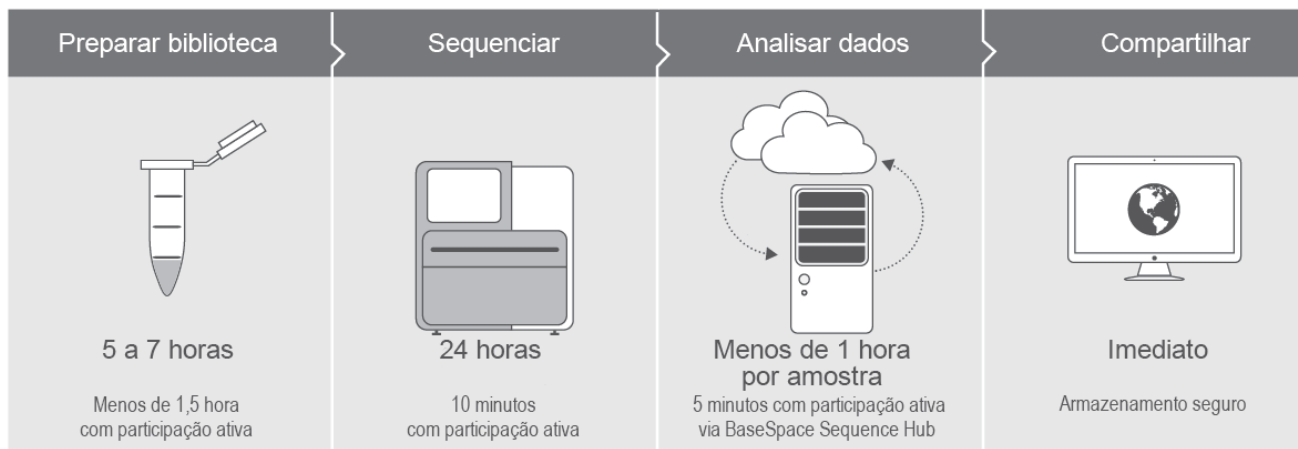 Preparar biblioteca
Sequenciar
Analisar dados
Compartilhar
5 a 7 horas
Menos de 1,5 hora
com participação ativa
24 horas
10 minutos
com participação ativa
Menos de 1 hora
por amostra
5 minutos com participação ativa
via BaseSpace Sequence Hub
Imediato
Armazenamento seguro